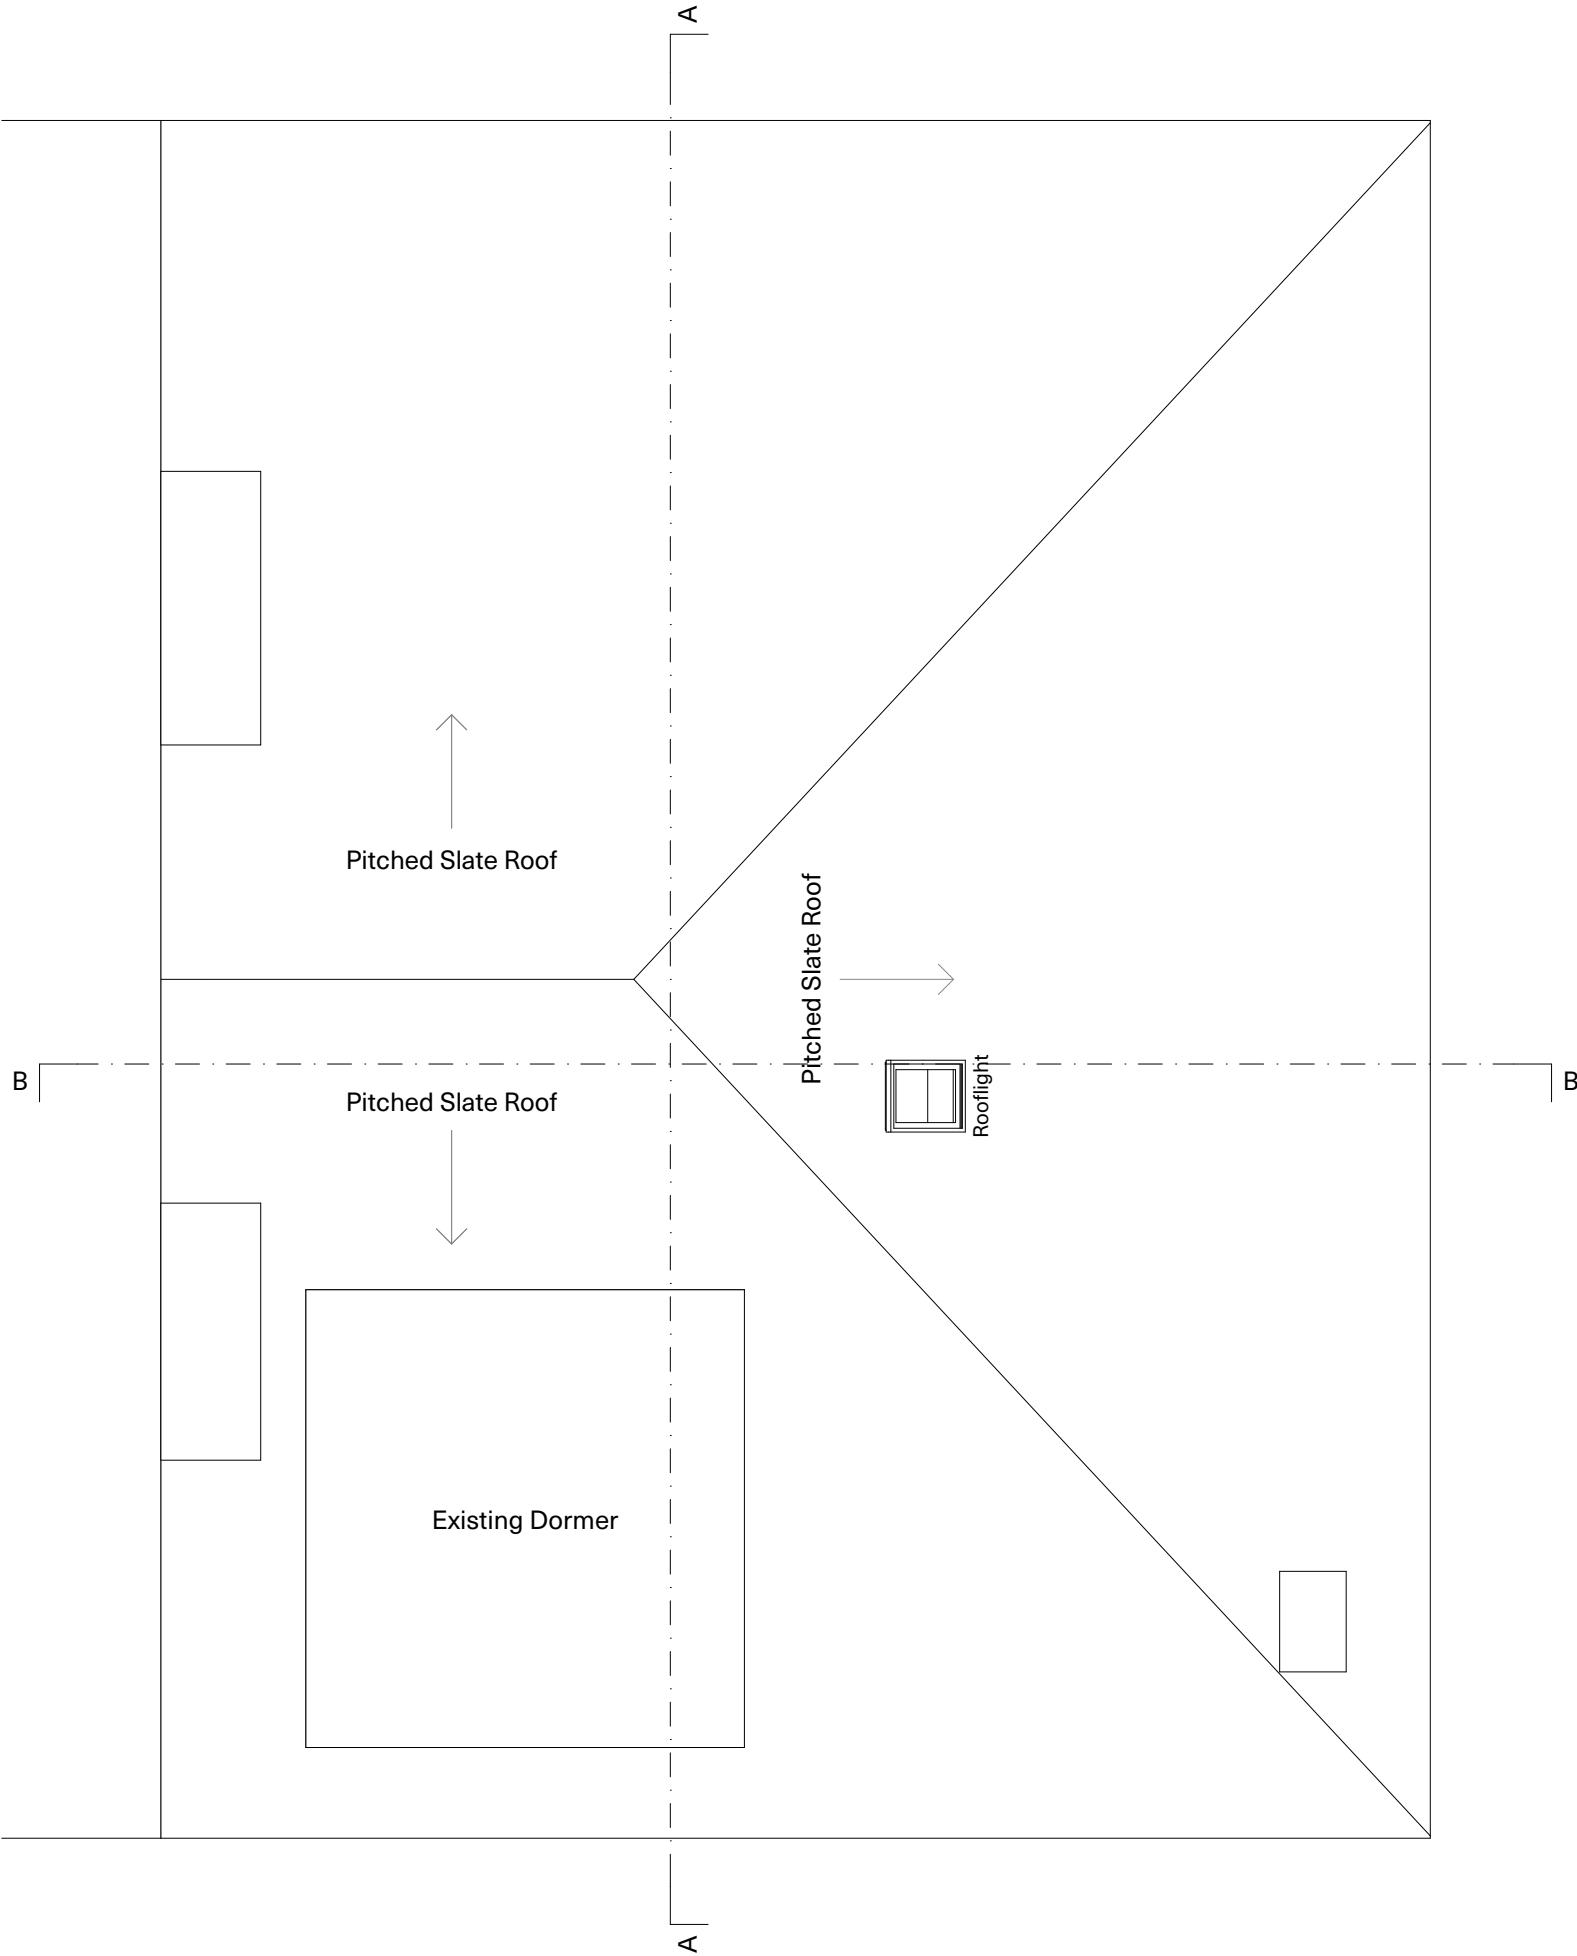 A
Pitched Slate Roof
Pitched Slate Roof
B
Pitched Slate Roof
Rooflight
B
Existing Dormer
A